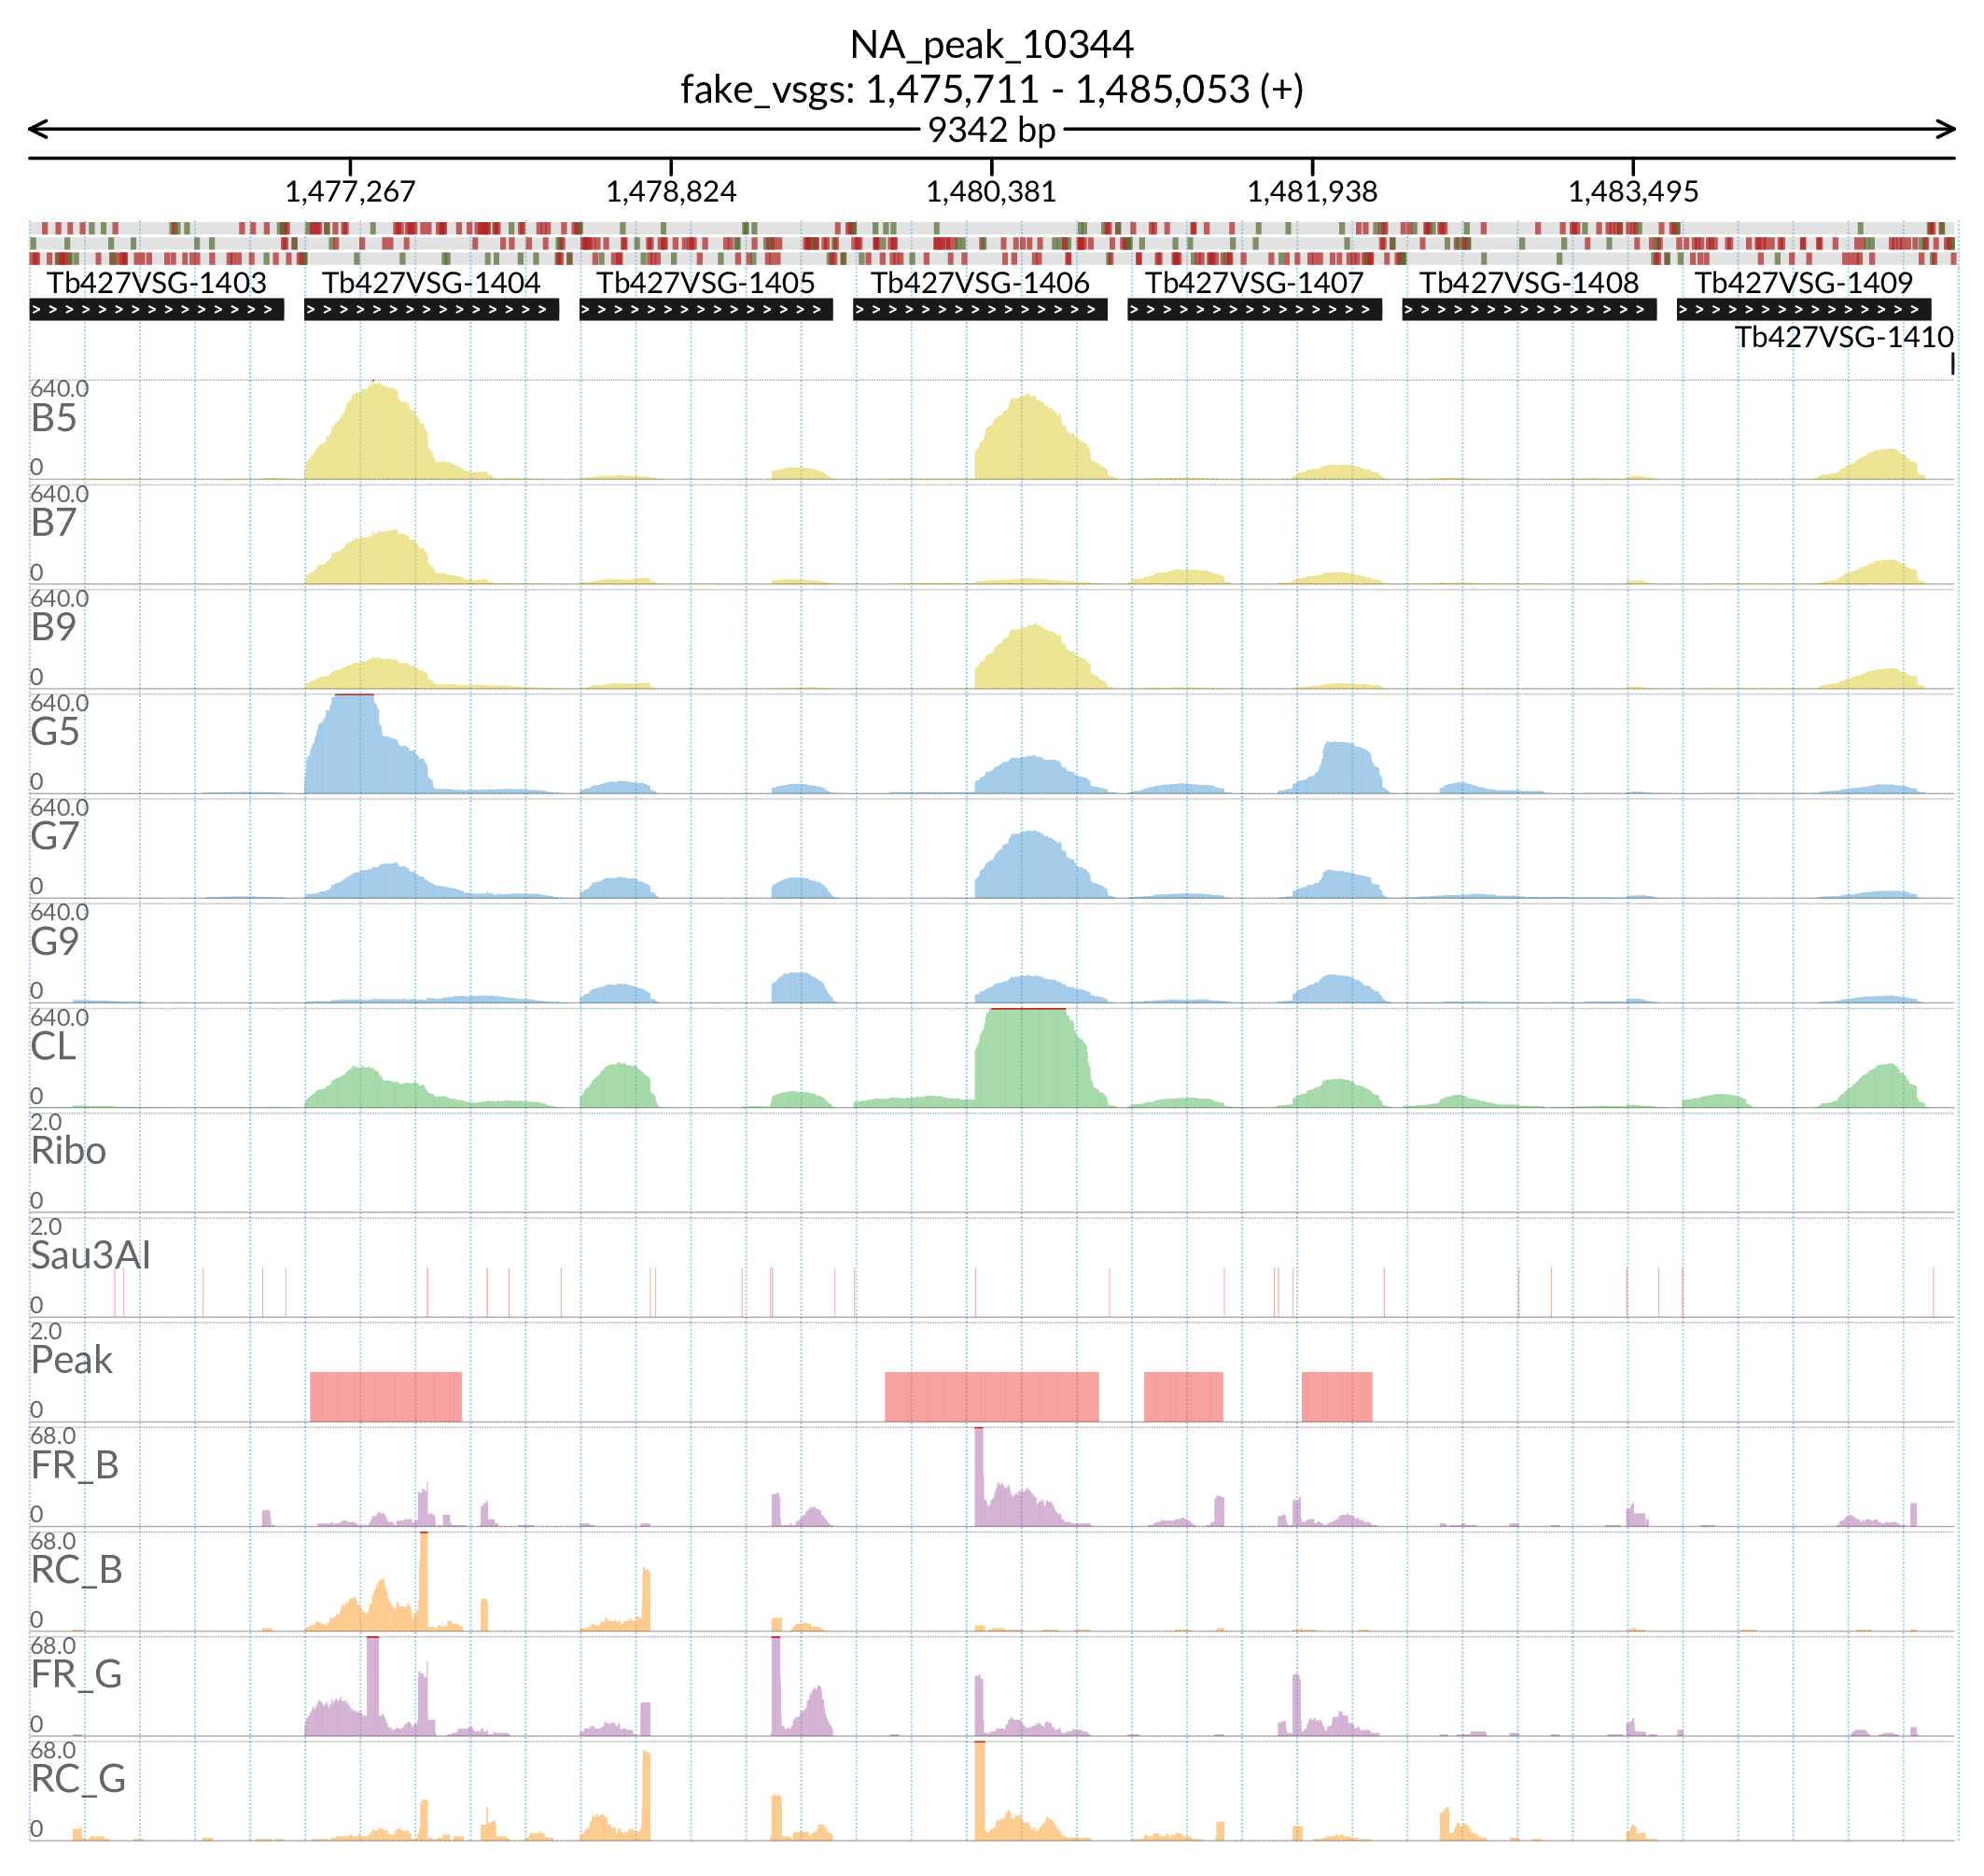 NA_peak_10344
fake_vsgs: 1,475,711 - 1,485,053 (+)
9342 bp
1,477,267 1,478,824 1,480,381 1,481,938 1,483,495
Tb427VSG-1403 Tb427VSG-1404 Tb427VSG-1405 Tb427VSG-1406 Tb427VSG-1407 Tb427VSG-1408 Tb427VSG-1409
Tb427VSG-1410
640.0
B5
0
640.0
B7
0
640.0
B9
0
640.0
G5
0
640.0
G7
0
640.0
G9
0
640.0
CL
0
2.0
Ribo
0
2.0
Sau3AI
0
2.0
Peak
0
68.0
FR_B
0
68.0
RC_B
0
68.0
FR_G
0
68.0
RC_G
0